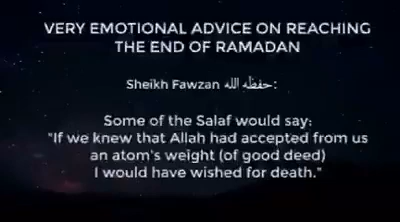 VERY EMOTIONAL ADVICE ON REACHING
THE END OF RAMADAN
Sheikh Fawzan حفظه الله:
Some of the Salaf would say:
"If we knew that Allah had accepted from us
an atom's weight (of good deed)
I would have wished for death."